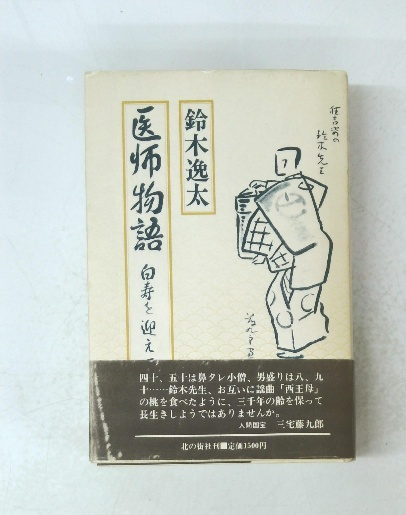 鈴木逸太
医師物語
白寿を迎え
鈴木先生
四十、五十は鼻タレ小僧、男盛りは八、九
十……鈴木先生、お互いに謡曲「西王母」
の桃を食べたように、三千年の齢を保って
長生きしようではありませんか。
人間国宝 三宅藤九郎
北の街社刊■定価1500円